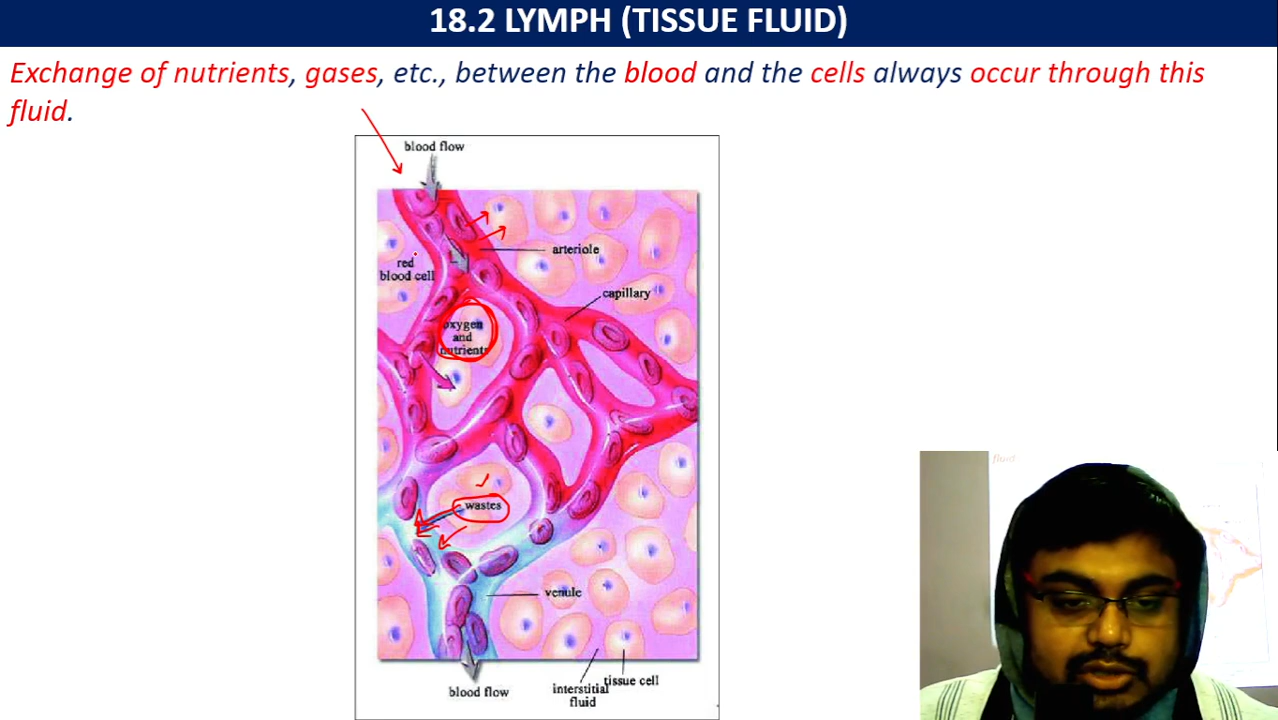 18.2 LYMPH (TISSUE FLUID)
Exchange of nutrients, gases, etc., between the blood and the cells always occur through this
fluid.
blood flow
arteriole
red
blood cell
capillary
oxygen
and
nutrients
wastes
venule
tissue cell
interstitial
fluid
blood flow
fluid.